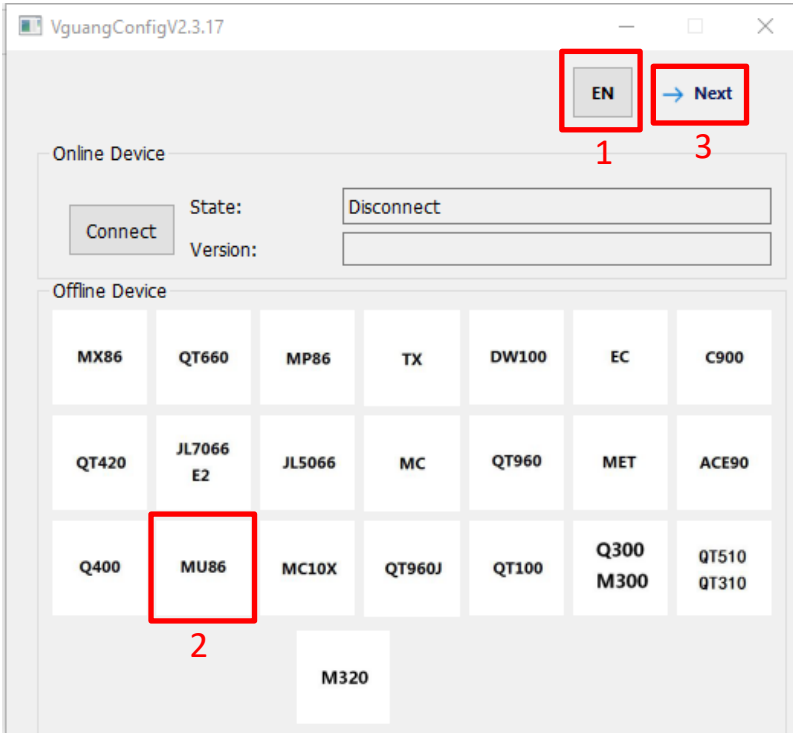 VguangConfigV2.3.17
EN
Next
1
3
Online Device
Connect
State:
Disconnect
Version:
Offline Device
MX86
QT660
MP86
TX
DW100
EC
C900
QT420
JL7066
E2
JL5066
MC
QT960
MET
ACE90
Q400
MU86
MC10X
QT960J
QT100
Q300
M300
QT510
QT310
2
M320